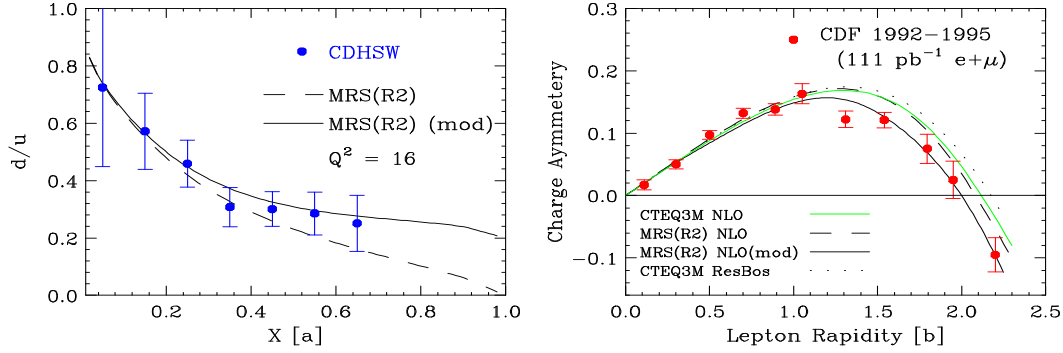 1.0
0.8
0.6
0.4
0.2
0.0
d/u
CDHSW
MRS(R2)
MRS(R2) (mod)
Q² = 16
0.2
0.4
0.6
0.8
1.0
X [a]
0.3
0.2
0.1
0.0
−0.1
Charge Aymmetery
CDF 1992−1995
(111 pb⁻¹ e+μ)
CTEQ3M NLO
MRS(R2) NLO
MRS(R2) NLO(mod)
CTEQ3M ResBos
0.0
0.5
1.0
1.5
2.0
2.5
Lepton Rapidity [b]